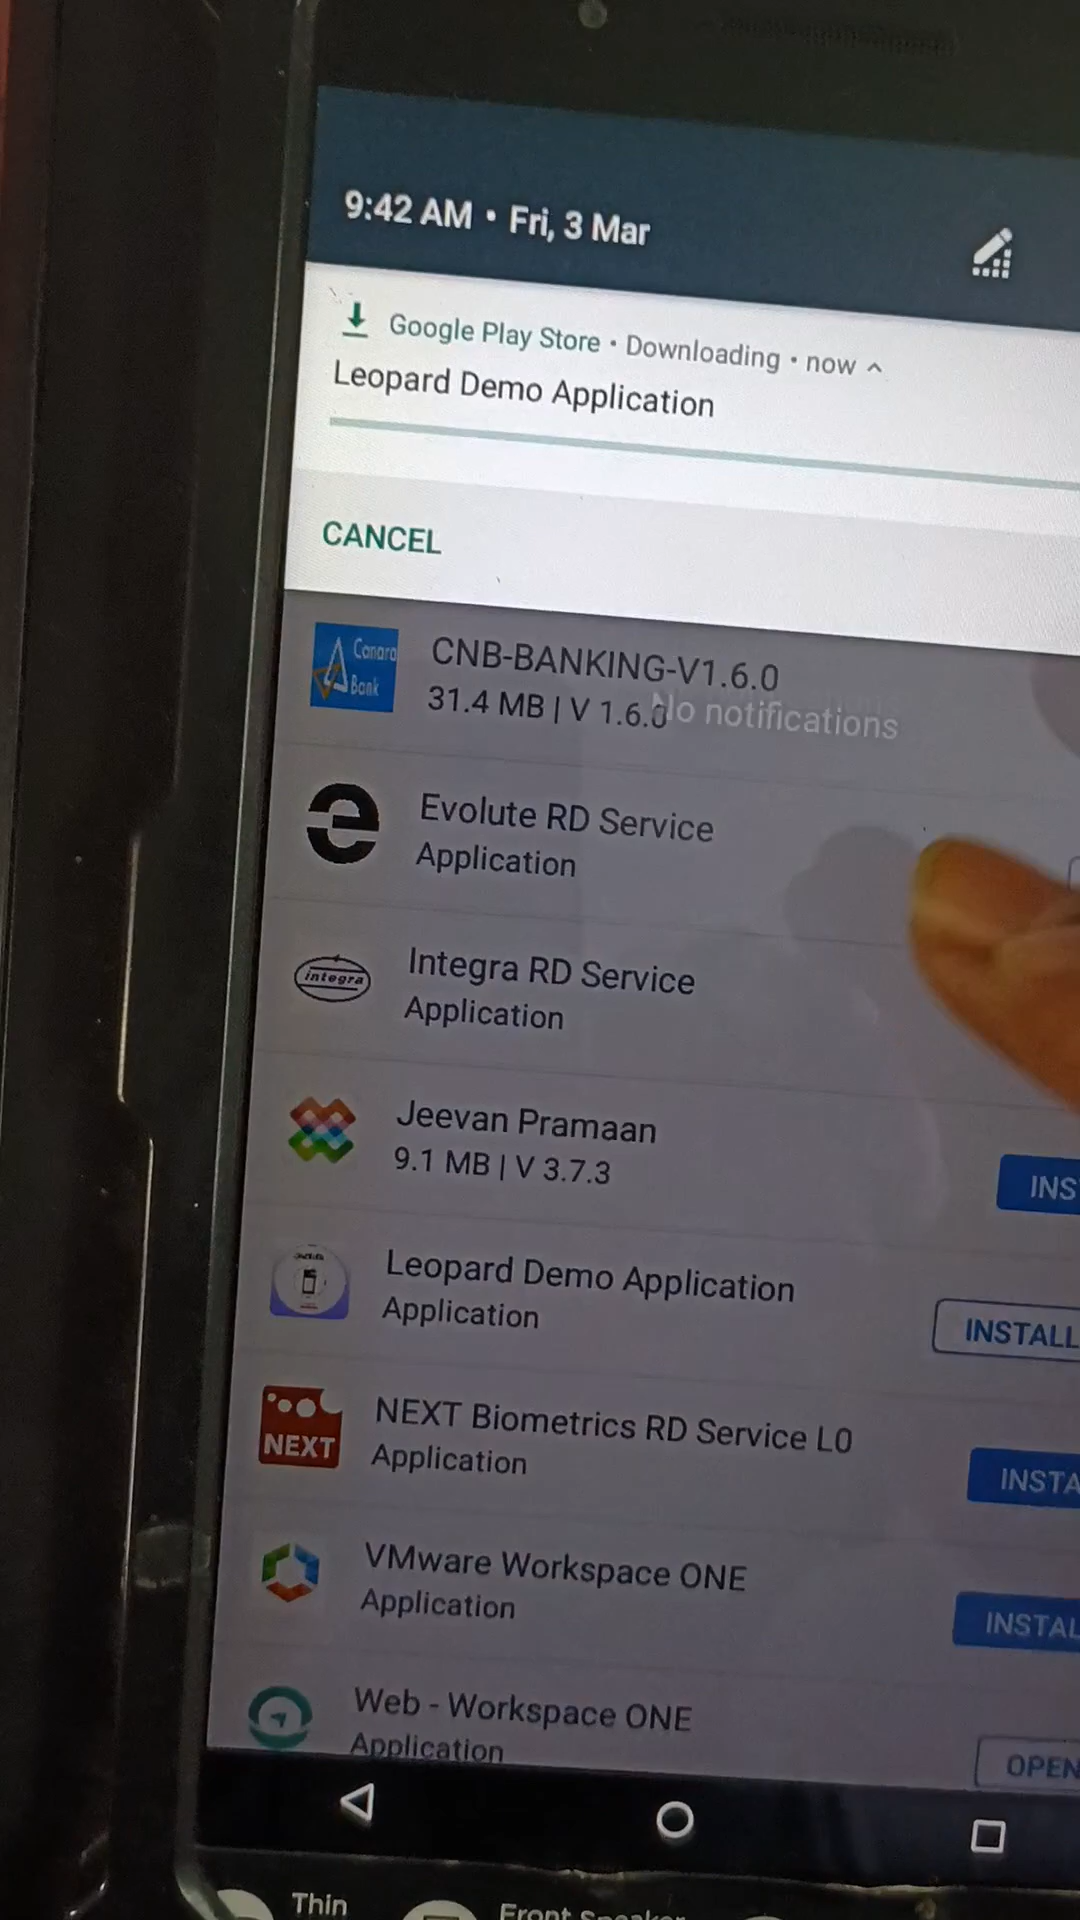 9:42 AM • Fri, 3 Mar
Google Play Store • Downloading • now
Leopard Demo Application
CANCEL
Canara
Bank
CNB-BANKING-V1.6.0
31.4 MB | V 1.6.0
No notifications
Evolute RD Service
Application
integra
Integra RD Service
Application
Jeevan Pramaan
9.1 MB | V 3.7.3
INS
Leopard Demo Application
Application
INSTALL
NEXT
NEXT Biometrics RD Service L0
Application
INSTA
VMware Workspace ONE
Application
INSTAL
Web - Workspace ONE
Application
OPEN
Thin
Front Speaker